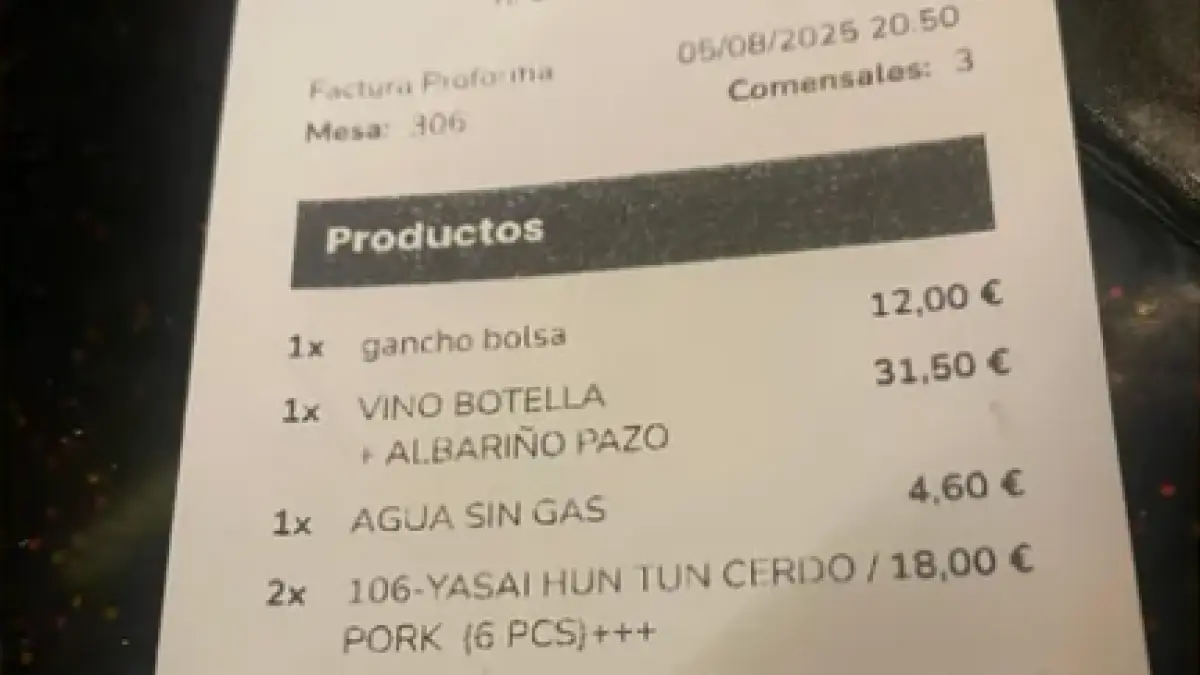 05/08/2025 20:50
Factura Proforma
Comensales: 3
Mesa: 306
Productos
1x gancho bolsa 12,00 €
1x VINO BOTELLA 31,50 €
+ ALBARIÑO PAZO
1x AGUA SIN GAS 4,60 €
2x 106-YASAI HUN TUN CERDO / 18,00 €
PORK (6 PCS)+++